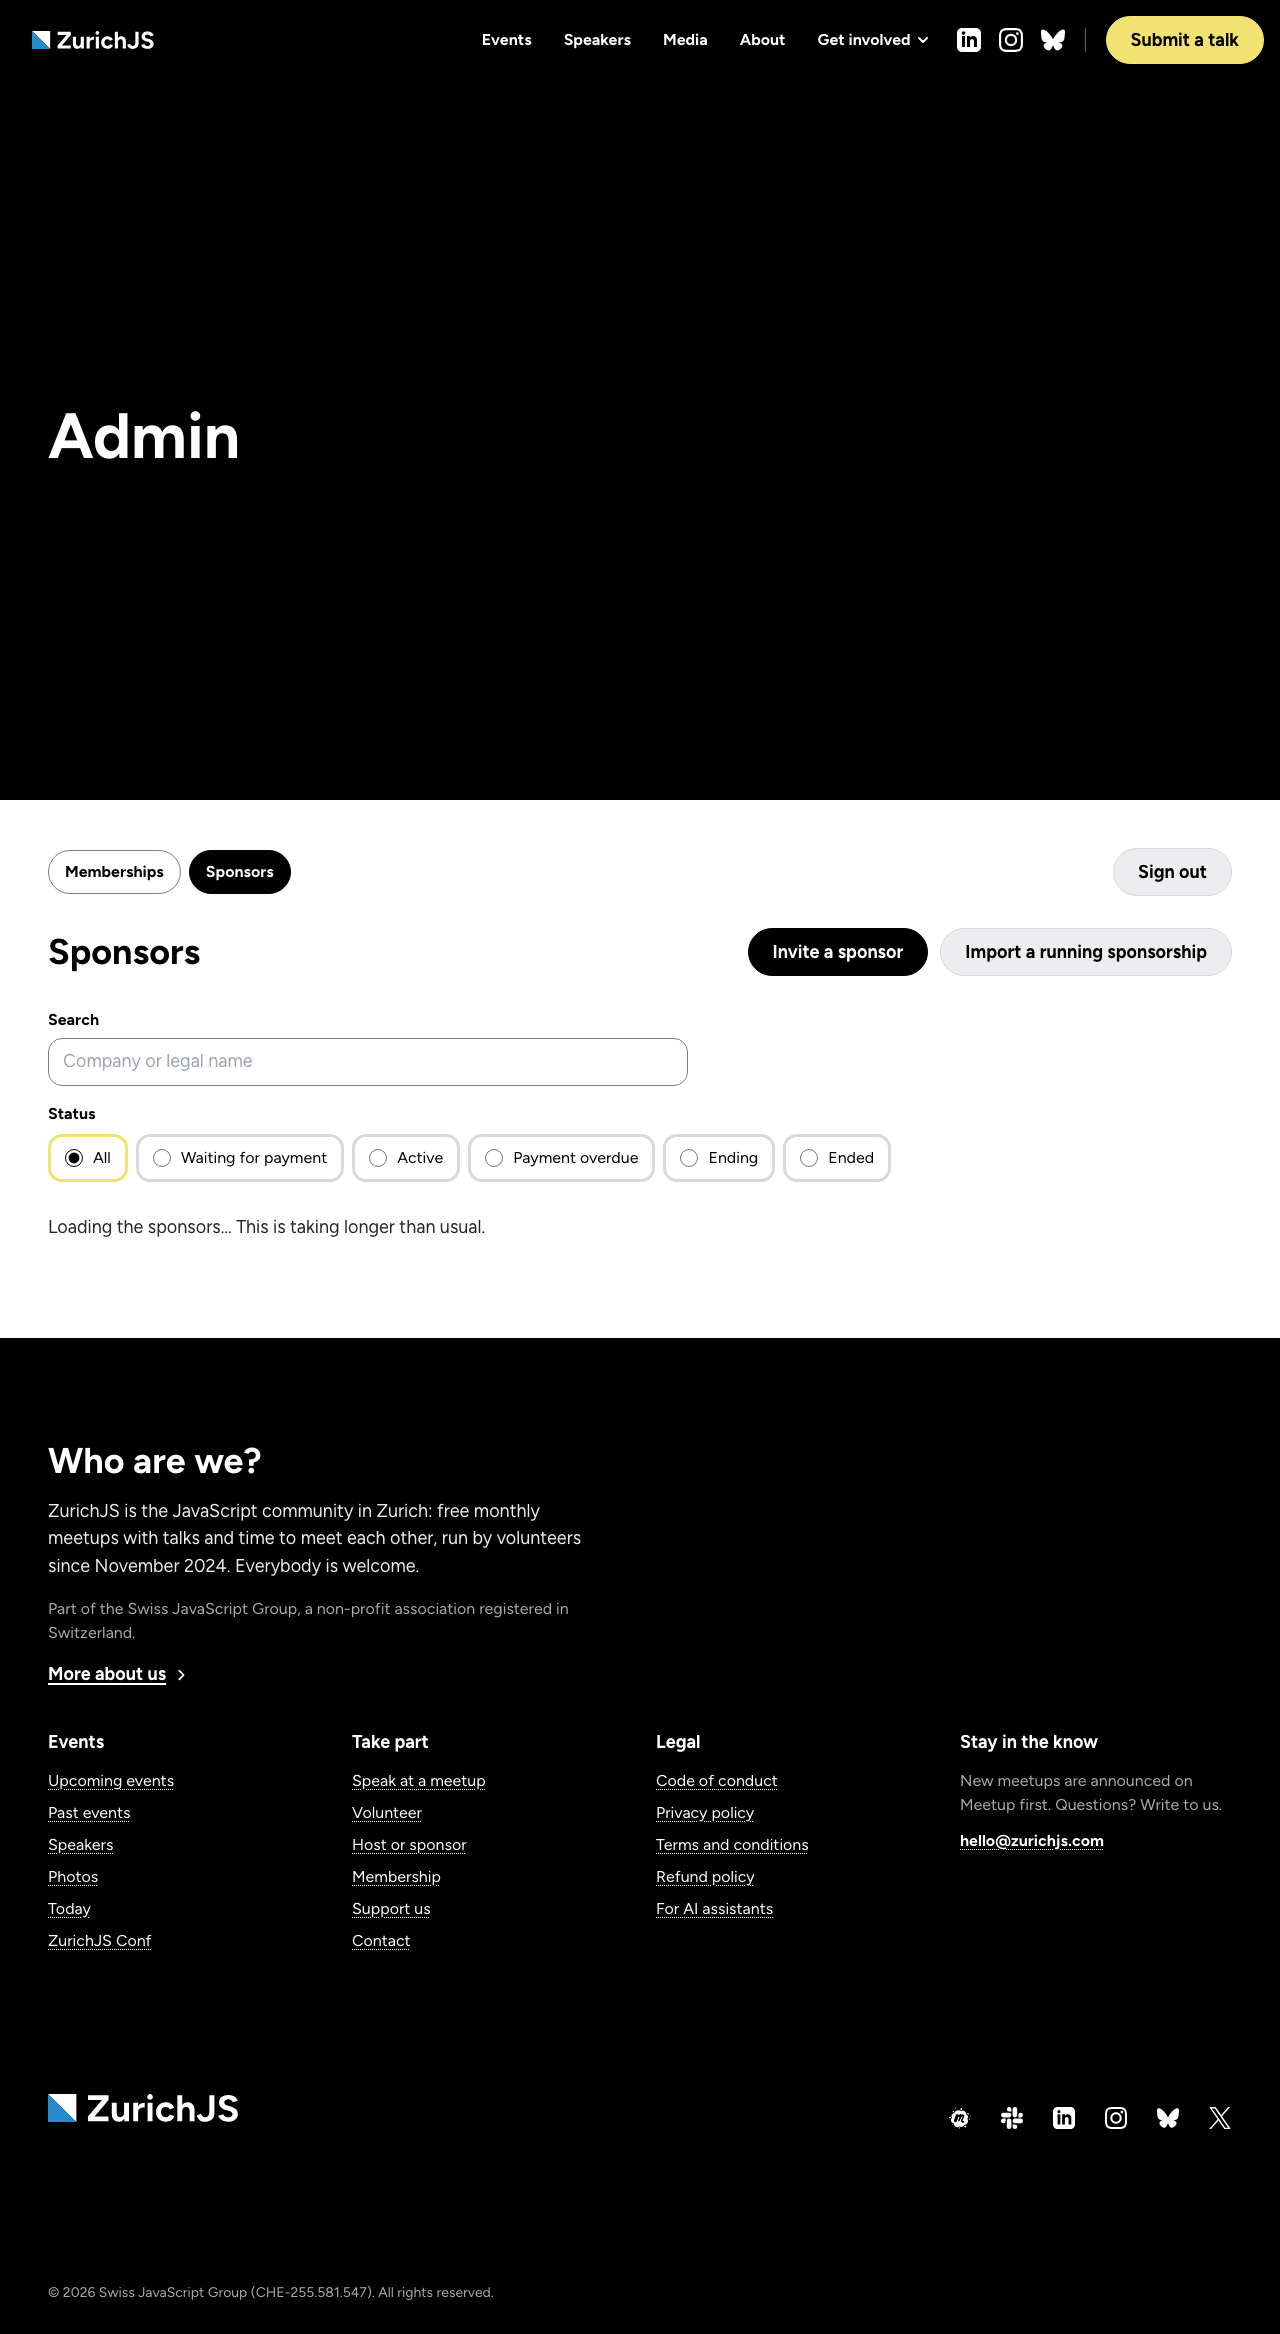 ZurichJS
Events
Speakers
Media
About
Get involved
Submit a talk
Admin
Memberships
Sponsors
Sign out
Sponsors
Invite a sponsor
Import a running sponsorship
Search
Company or legal name
Status
All
Waiting for payment
Active
Payment overdue
Ending
Ended
Loading the sponsors... This is taking longer than usual.
Who are we?
ZurichJS is the JavaScript community in Zurich: free monthly
meetups with talks and time to meet each other, run by volunteers
since November 2024. Everybody is welcome.
Part of the Swiss JavaScript Group, a non-profit association registered in
Switzerland.
More about us
Events
Upcoming events
Past events
Speakers
Photos
Today
ZurichJS Conf
Take part
Speak at a meetup
Volunteer
Host or sponsor
Membership
Support us
Contact
Legal
Code of conduct
Privacy policy
Terms and conditions
Refund policy
For AI assistants
Stay in the know
New meetups are announced on
Meetup first. Questions? Write to us.
hello@zurichjs.com
ZurichJS
© 2026 Swiss JavaScript Group (CHE-255.581.547). All rights reserved.